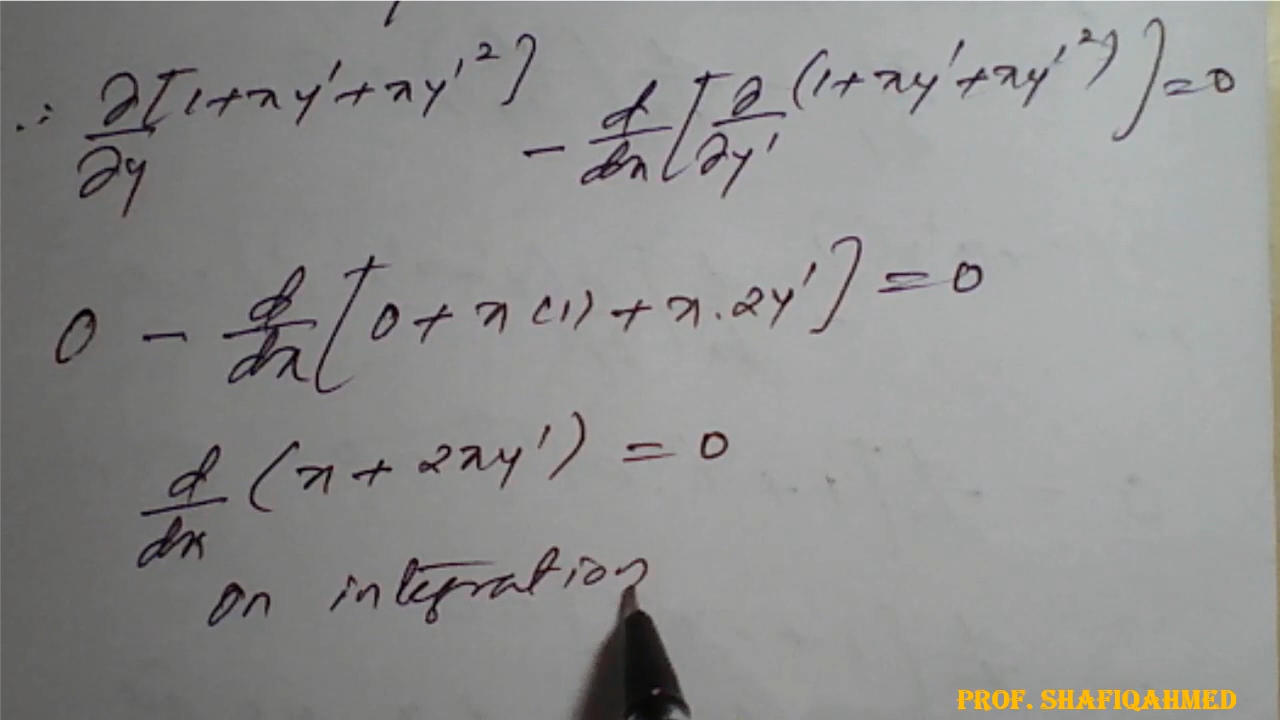 ∴ ∂/∂y [1+xy'+xy'²] - d/dx [∂/∂y' (1+xy'+xy'²)] = 0
0 - d/dx [0 + x(1) + x.2y'] = 0
d/dx (x + 2xy') = 0
on integration
PROF. SHAFIQAHMED